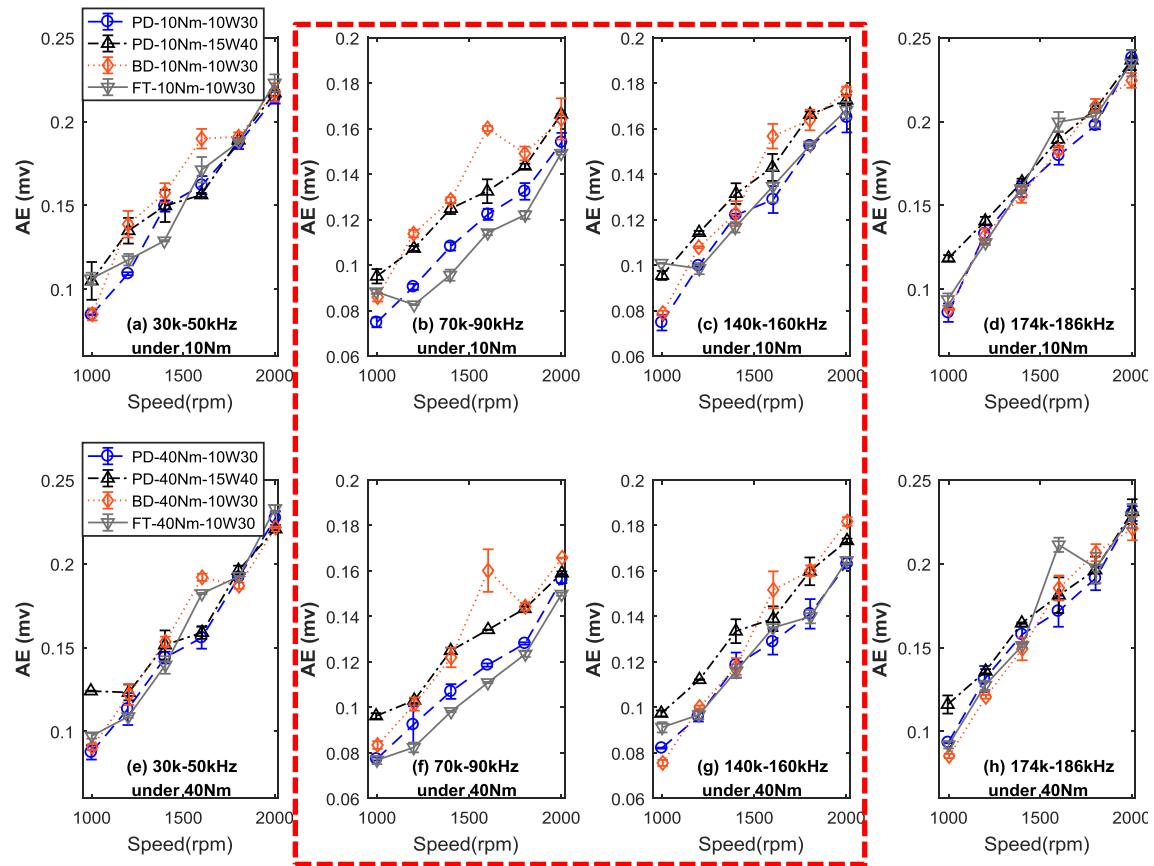 PD-10Nm-10W30
PD-10Nm-15W40
BD-10Nm-10W30
FT-10Nm-10W30
0.25
0.2
0.15
0.1
AE (mv)
(a) 30k-50kHz
under 10Nm
1000 1500 2000
Speed(rpm)
0.2
0.18
0.16
0.14
0.12
0.1
0.08
0.06
AE (mv)
(b) 70k-90kHz
under 10Nm
1000 1500 2000
Speed(rpm)
0.2
0.18
0.16
0.14
0.12
0.1
0.08
0.06
AE (mv)
(c) 140k-160kHz
under 10Nm
1000 1500 2000
Speed(rpm)
0.25
0.2
0.15
0.1
AE (mv)
(d) 174k-186kHz
under 10Nm
1000 1500 2000
Speed(rpm)
PD-40Nm-10W30
PD-40Nm-15W40
BD-40Nm-10W30
FT-40Nm-10W30
0.25
0.2
0.15
0.1
AE (mv)
(e) 30k-50kHz
under 40Nm
1000 1500 2000
Speed(rpm)
0.2
0.18
0.16
0.14
0.12
0.1
0.08
0.06
AE (mv)
(f) 70k-90kHz
under 40Nm
1000 1500 2000
Speed(rpm)
0.2
0.18
0.16
0.14
0.12
0.1
0.08
0.06
AE (mv)
(g) 140k-160kHz
under 40Nm
1000 1500 2000
Speed(rpm)
0.25
0.2
0.15
0.1
AE (mv)
(h) 174k-186kHz
under 40Nm
1000 1500 2000
Speed(rpm)